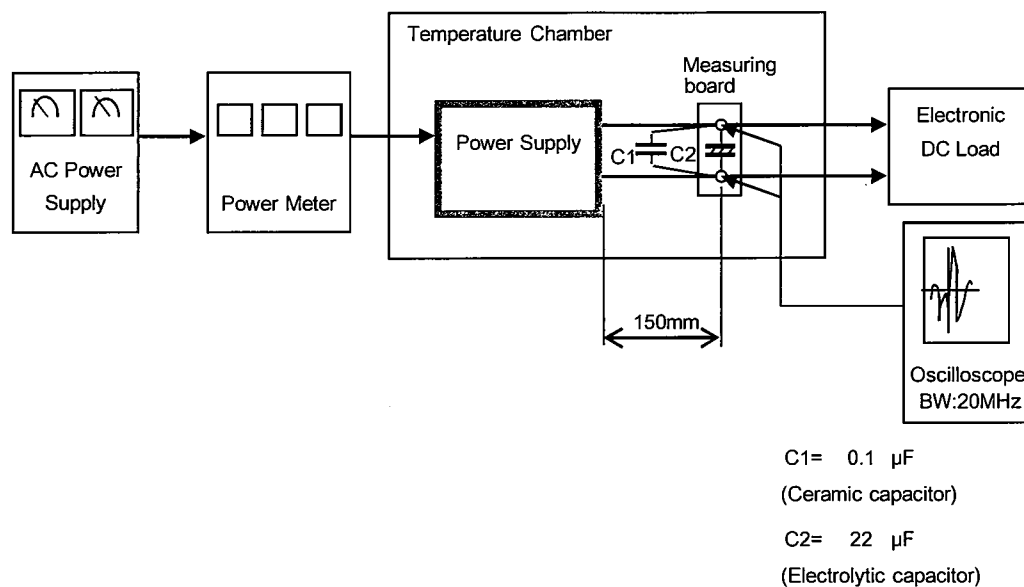 Temperature Chamber
Measuring
board
AC Power
Supply
Power Meter
Power Supply
C1
C2
Electronic
DC Load
150mm
Oscilloscope
BW:20MHz
C1= 0.1 µF
(Ceramic capacitor)
C2= 22 µF
(Electrolytic capacitor)